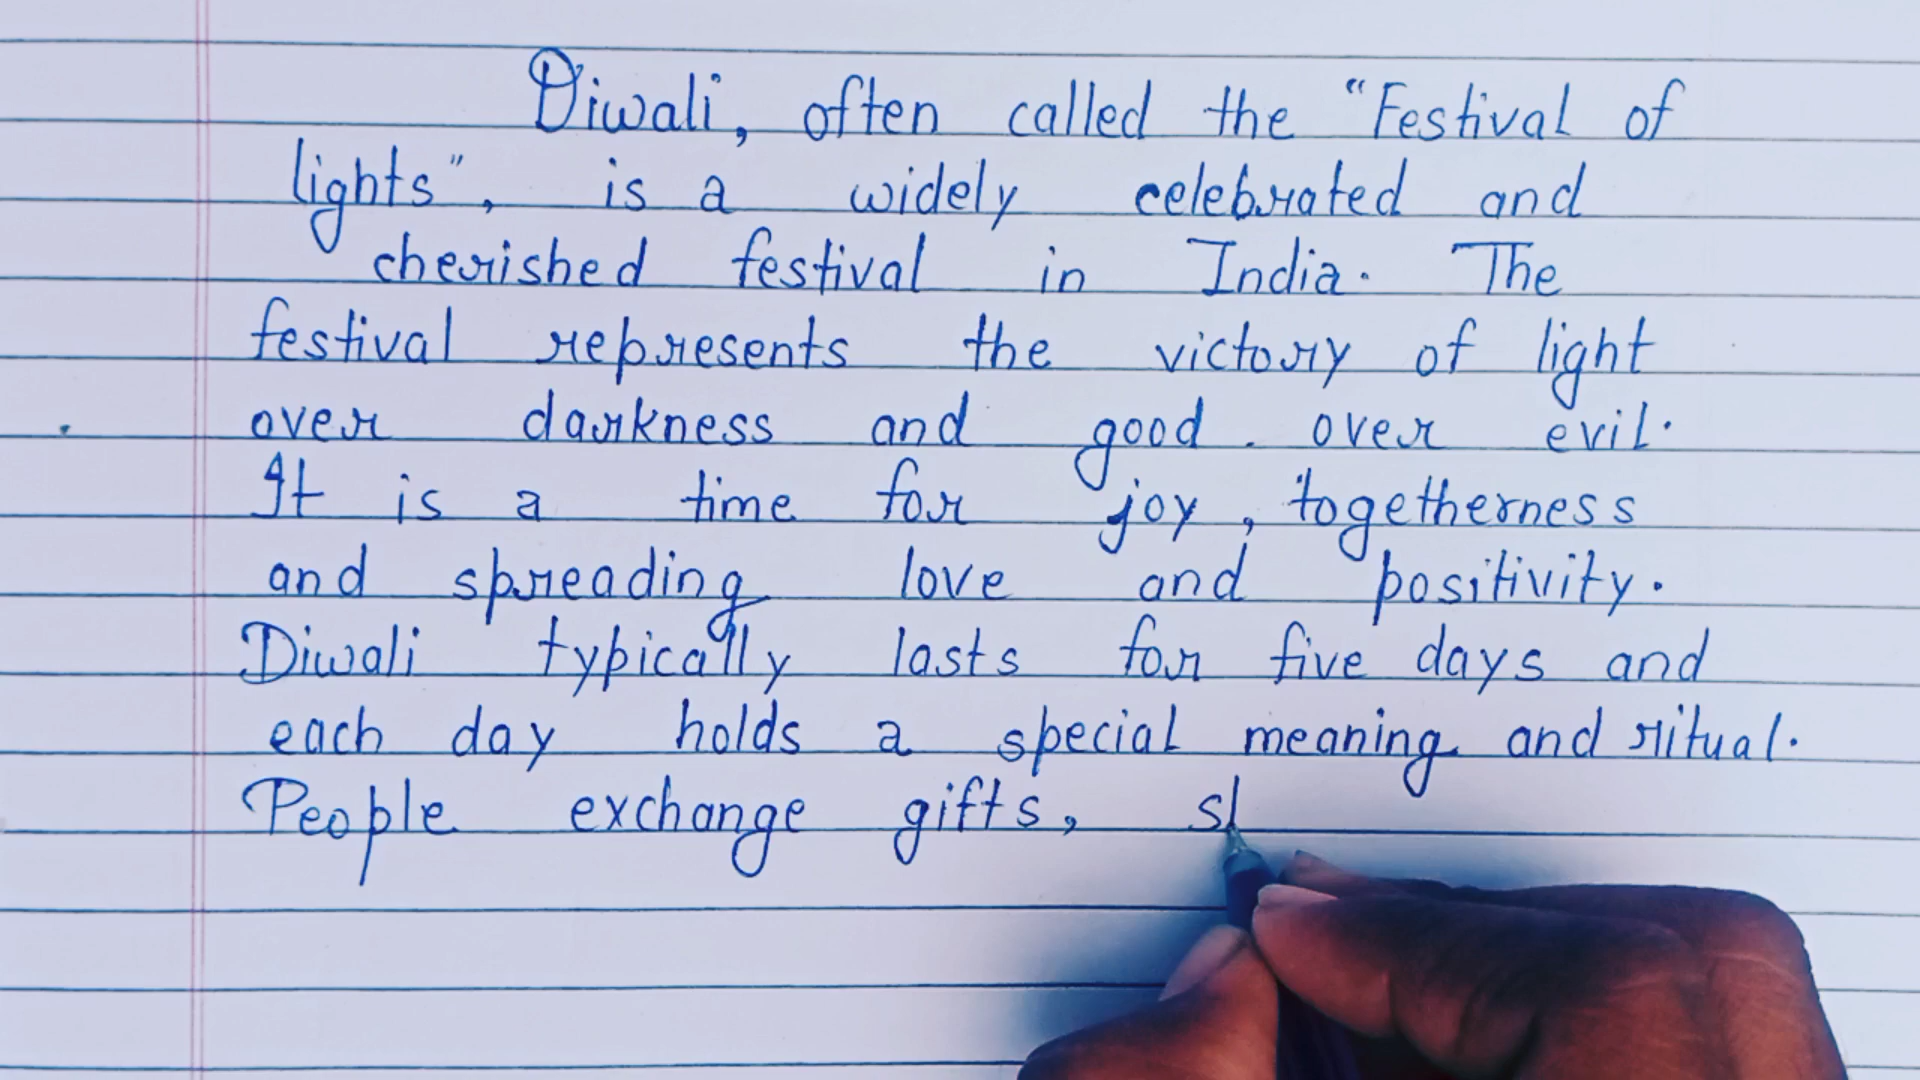 Diwali, often called the "Festival of
lights", is a widely celebrated and
cherished festival in India. The
festival represents the victory of light
over darkness and good over evil.
It is a time for joy, togetherness
and spreading love and positivity.
Diwali typically lasts for five days and
each day holds a special meaning and ritual.
People exchange gifts,